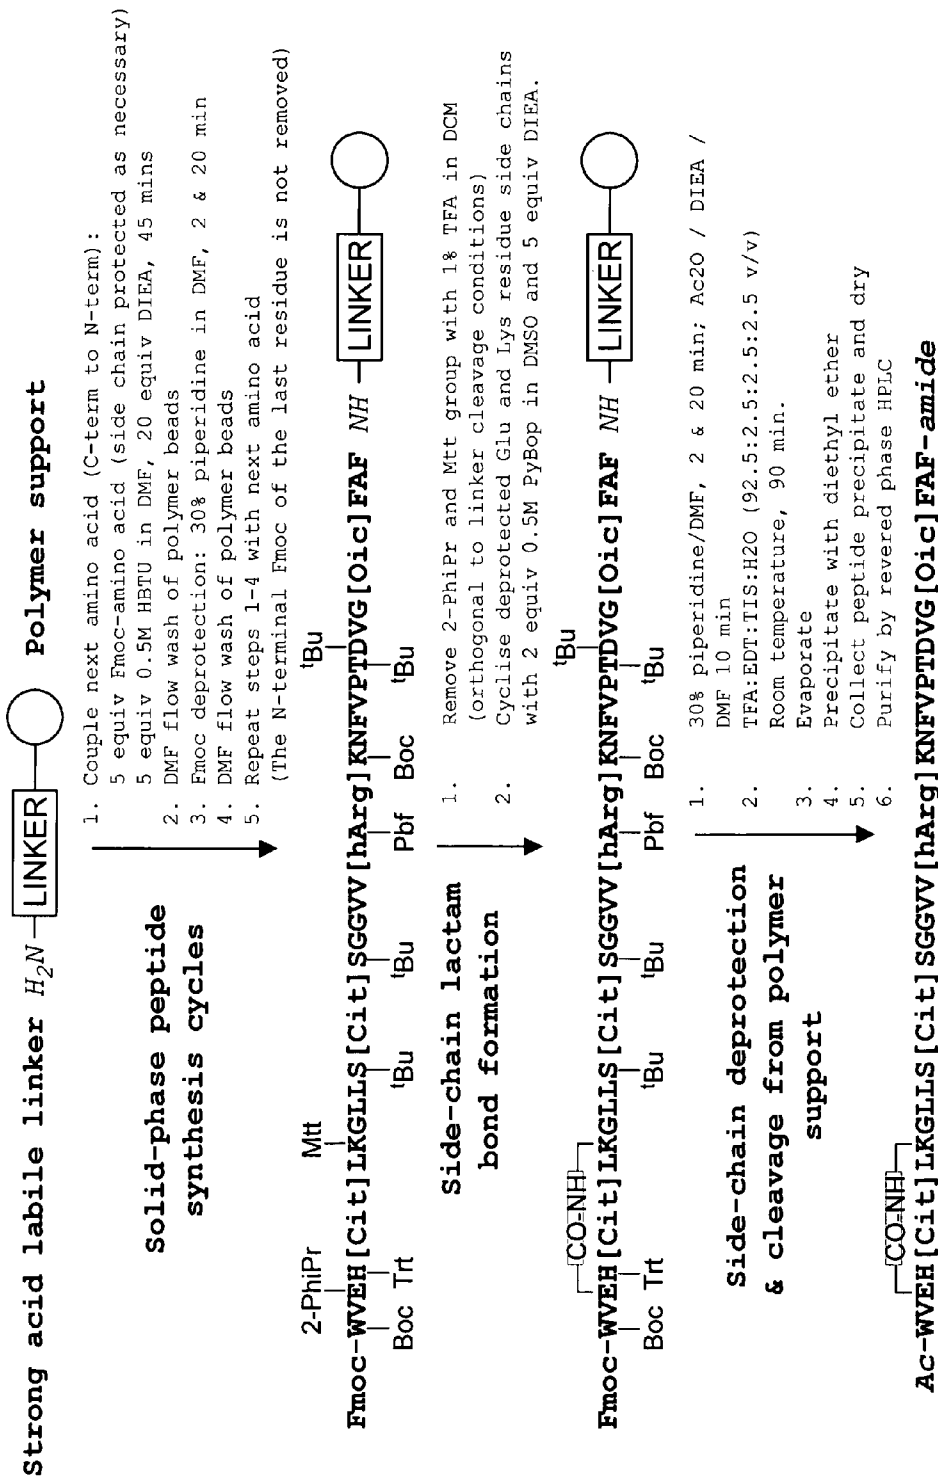 Strong acid labile linker H2N LINKER Polymer support
Solid-phase peptide
synthesis cycles
1. Couple next amino acid (C-term to N-term):
5 equiv Fmoc-amino acid (side chain protected as necessary)
5 equiv 0.5M HBTU in DMF, 20 equiv DIEA, 45 mins
2. DMF flow wash of polymer beads
3. Fmoc deprotection: 30% piperidine in DMF, 2 & 20 min
4. DMF flow wash of polymer beads
5. Repeat steps 1-4 with next amino acid
(The N-terminal Fmoc of the last residue is not removed)
2-PhiPr Mtt tBu
Fmoc-WVEH[Cit]LKGLLS[Cit]SGGVV[hArg]KNFVPTDVG[Oic]FAF NH LINKER
Boc Trt tBu tBu Pbf Boc tBu
Side-chain lactam
bond formation
1. Remove 2-PhiPr and Mtt group with 1% TFA in DCM
(orthogonal to linker cleavage conditions)
2. Cyclise deprotected Glu and Lys residue side chains
with 2 equiv 0.5M PyBop in DMSO and 5 equiv DIEA.
CO-NH tBu
Fmoc-WVEH[Cit]LKGLLS[Cit]SGGVV[hArg]KNFVPTDVG[Oic]FAF NH LINKER
Boc Trt tBu tBu Pbf Boc tBu
Side-chain deprotection
& cleavage from polymer
support
1. 30% piperidine/DMF, 2 & 20 min; Ac2O / DIEA /
DMF 10 min
2. TFA:EDT:TIS:H2O (92.5:2.5:2.5:2.5 v/v)
Room temperature, 90 min.
3. Evaporate
4. Precipitate with diethyl ether
5. Collect peptide precipitate and dry
6. Purify by revered phase HPLC
CO-NH
Ac-WVEH[Cit]LKGLLS[Cit]SGGVV[hArg]KNFVPTDVG[Oic]FAF-amide